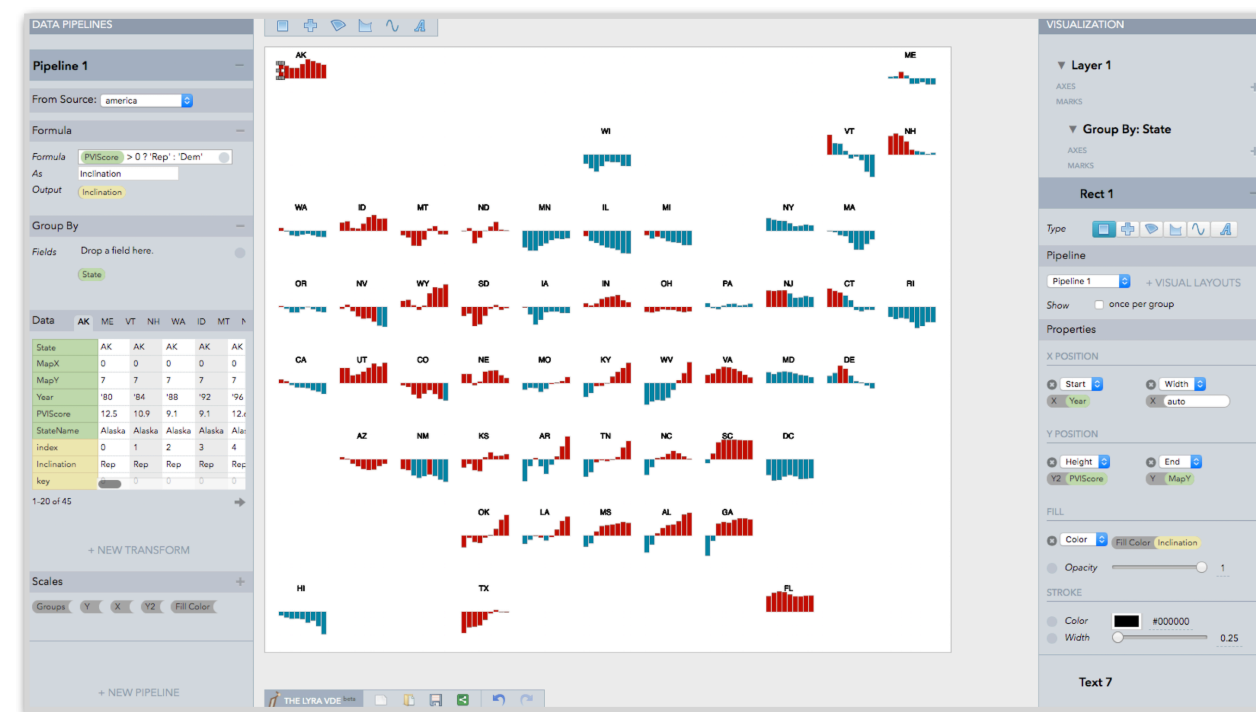 DATA PIPELINES
Pipeline 1
From Source: america
Formula
Formula PVIScore > 0 ? 'Rep' : 'Dem'
As Inclination
Output Inclination
Group By
Fields Drop a field here.
State
Data AK ME VT NH WA ID MT
State AK AK AK AK AK
MapX 0 0 0 0 0
MapY 7 7 7 7 7
Year '80 '84 '88 '92 '96
PVIScore 12.5 10.9 9.1 9.1
StateName Alaska Alaska Alaska Alaska
index 0 1 2 3 4
Inclination Rep Rep Rep Rep Rep
key 0 0 0 0
1-20 of 45
+ NEW TRANSFORM
Scales
Groups Y X Y2 Fill Color
+ NEW PIPELINE
AK ME
WI VT NH
WA ID MT ND MN IL MI NY MA
OR NV WY SD IA IN OH PA NJ CT RI
CA UT CO NE MO KY WV VA MD DE
AZ NM KS AR TN NC SC DC
OK LA MS AL GA
HI TX FL
THE LYRA VDE beta
VISUALIZATION
Layer 1
AXES
MARKS
Group By: State
AXES
MARKS
Rect 1
Type
Pipeline
Pipeline 1 + VISUAL LAYOUTS
Show once per group
Properties
X POSITION
Start Width
X Year X auto
Y POSITION
Height End
Y2 PVIScore Y MapY
FILL
Color Fill Color Inclination
Opacity 1
STROKE
Color #000000
Width 0.25
Text 7